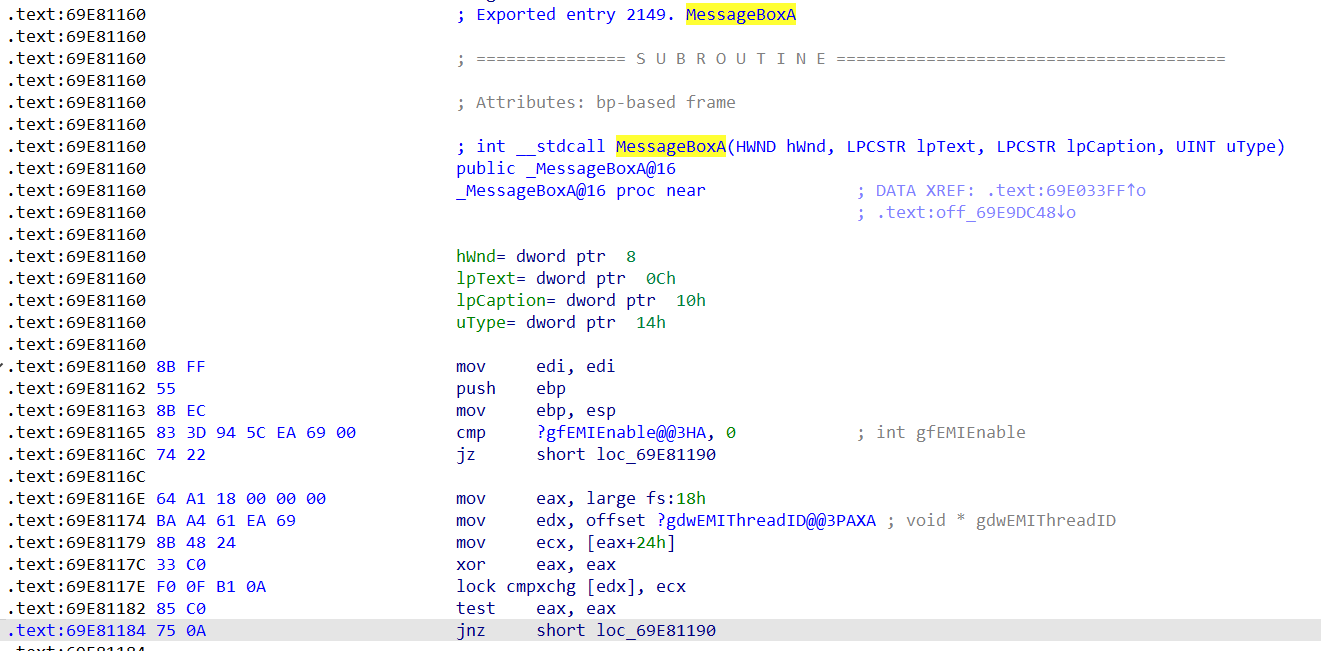 .text:69E81160 ; Exported entry 2149. MessageBoxA
.text:69E81160
.text:69E81160 ; =============== S U B R O U T I N E =======================================
.text:69E81160
.text:69E81160 ; Attributes: bp-based frame
.text:69E81160
.text:69E81160 ; int __stdcall MessageBoxA(HWND hWnd, LPCSTR lpText, LPCSTR lpCaption, UINT uType)
.text:69E81160 public _MessageBoxA@16
.text:69E81160 _MessageBoxA@16 proc near ; DATA XREF: .text:69E033FF↑o
.text:69E81160 ; .text:off_69E9DC48↓o
.text:69E81160
.text:69E81160 hWnd= dword ptr 8
.text:69E81160 lpText= dword ptr 0Ch
.text:69E81160 lpCaption= dword ptr 10h
.text:69E81160 uType= dword ptr 14h
.text:69E81160
.text:69E81160 8B FF mov edi, edi
.text:69E81162 55 push ebp
.text:69E81163 8B EC mov ebp, esp
.text:69E81165 83 3D 94 5C EA 69 00 cmp ?gfEMIEnable@@3HA, 0 ; int gfEMIEnable
.text:69E8116C 74 22 jz short loc_69E81190
.text:69E8116C
.text:69E8116E 64 A1 18 00 00 00 mov eax, large fs:18h
.text:69E81174 BA A4 61 EA 69 mov edx, offset ?gdwEMIThreadID@@3PAXA ; void * gdwEMIThreadID
.text:69E81179 8B 48 24 mov ecx, [eax+24h]
.text:69E8117C 33 C0 xor eax, eax
.text:69E8117E F0 0F B1 0A lock cmpxchg [edx], ecx
.text:69E81182 85 C0 test eax, eax
.text:69E81184 75 0A jnz short loc_69E81190